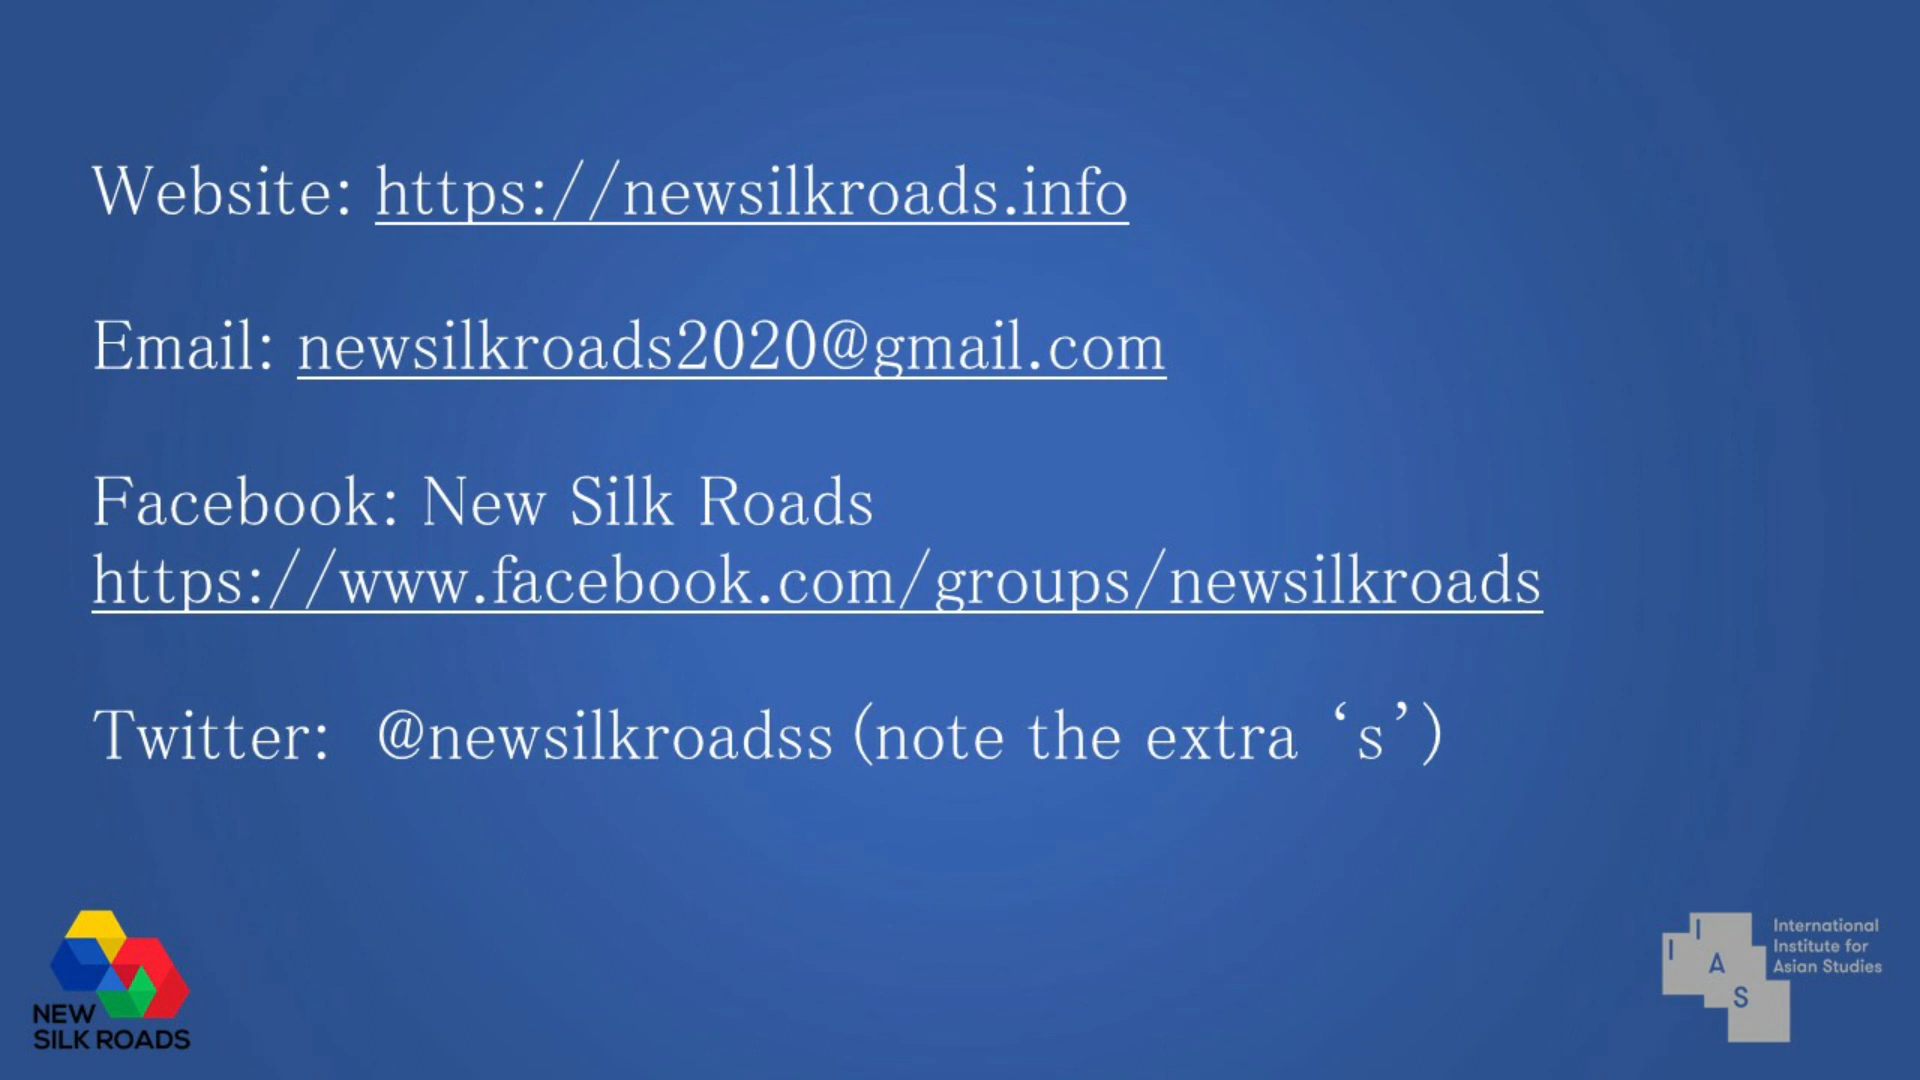 Website: https://newsilkroads.info
Email: newsilkroads2020@gmail.com
Facebook: New Silk Roads
https://www.facebook.com/groups/newsilkroads
Twitter: @newsilkroadss (note the extra ‘s’)
NEW
SILK ROADS
I I A S
International
Institute for
Asian Studies